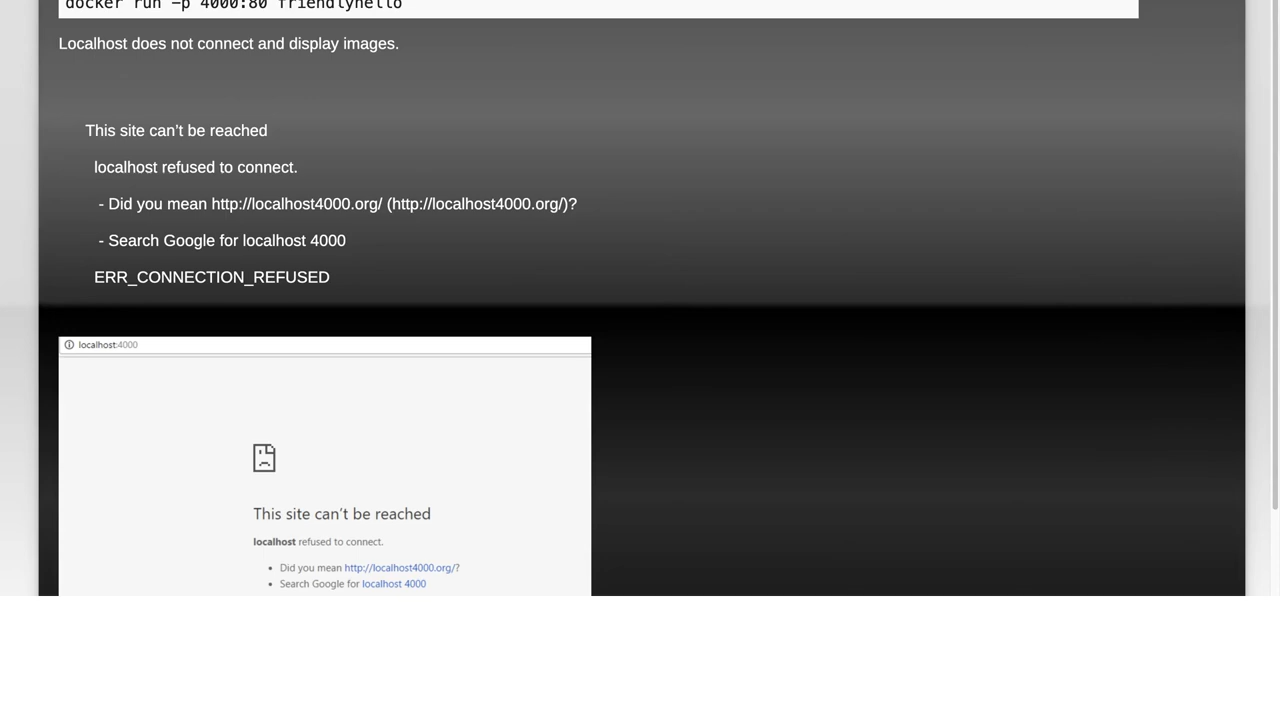 docker run -p 4000:80 friendlyhello
Localhost does not connect and display images.
This site can’t be reached
localhost refused to connect.
- Did you mean http://localhost4000.org/ (http://localhost4000.org/)?
- Search Google for localhost 4000
ERR_CONNECTION_REFUSED
localhost:4000
This site can’t be reached
localhost refused to connect.
• Did you mean http://localhost4000.org/?
• Search Google for localhost 4000